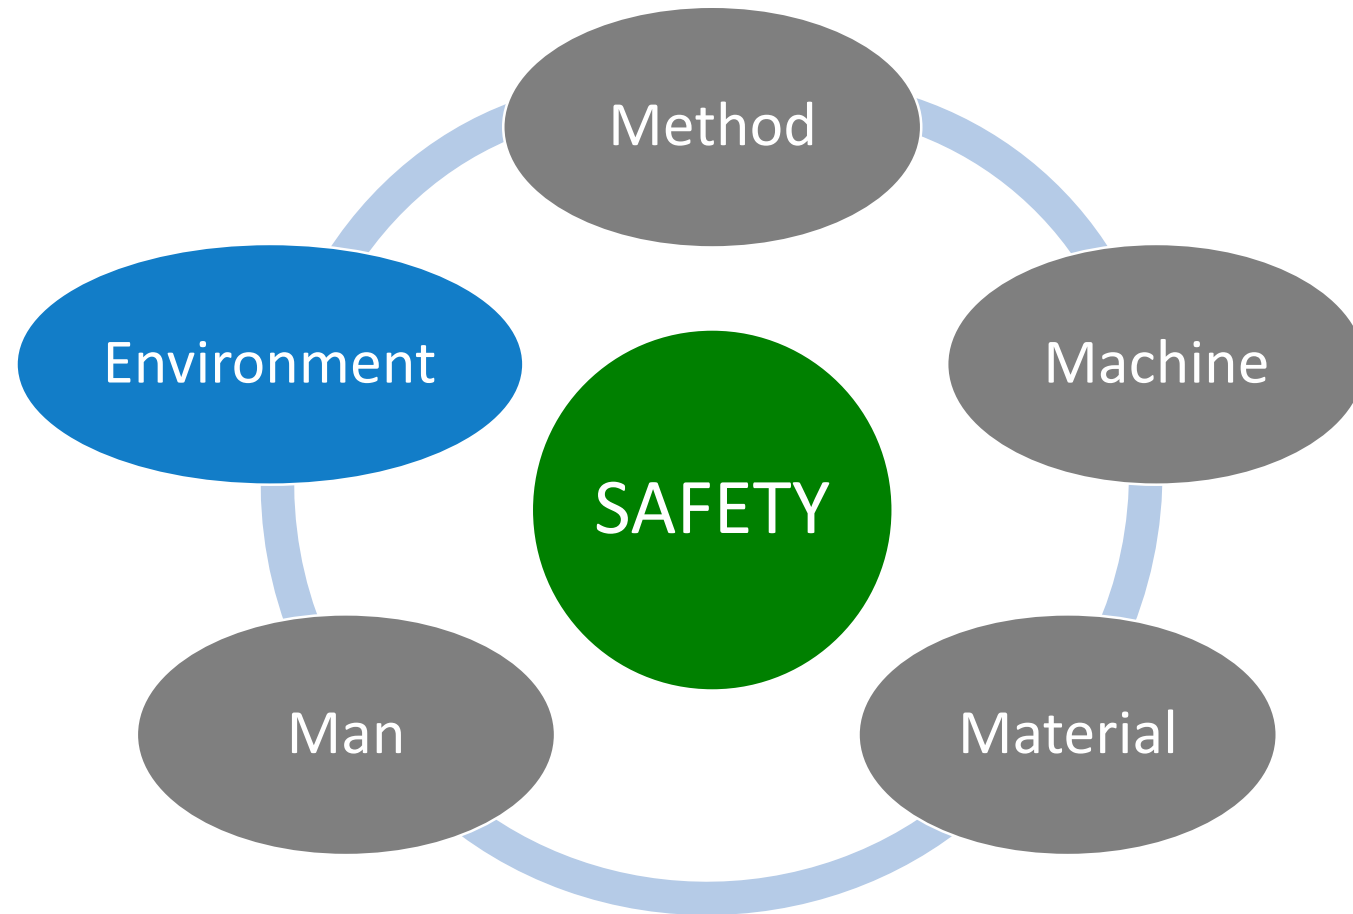 Method
Environment
Machine
SAFETY
Man
Material